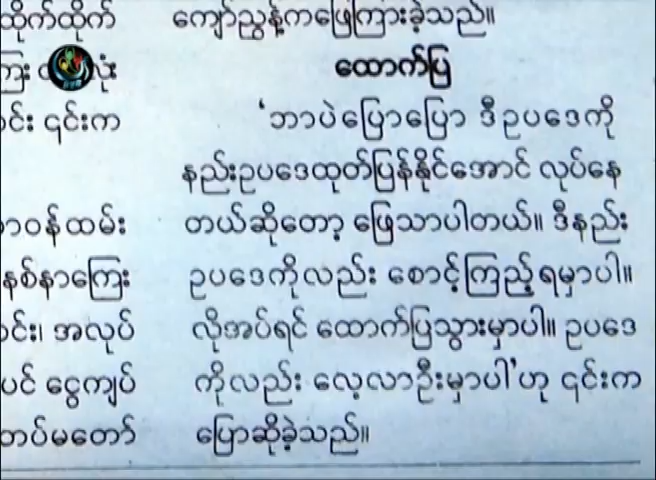 ထိုက်ထိုက်
ကြေး
လုံး
င်း ၎င်းက
ာဝန်ထမ်း
နစ်နာကြေး
င်း၊ အလုပ်
ပင် ငွေကျပ်
တပ်မတော်
ကျော်ညွန့်ကဖြေကြားခဲ့သည်။
ထောက်ပြ
‘ဘာပဲပြောပြော ဒီဥပဒေကို
နည်းဥပဒေထုတ်ပြန်နိုင်အောင် လုပ်နေ
တယ်ဆိုတော့ ဖြေသာပါတယ်။ ဒီနည်း
ဥပဒေကိုလည်း စောင့်ကြည့်ရမှာပါ။
လိုအပ်ရင် ထောက်ပြသွားမှာပါ။ ဥပဒေ
ကိုလည်း လေ့လာဦးမှာပါ’ဟု ၎င်းက
ပြောဆိုခဲ့သည်။